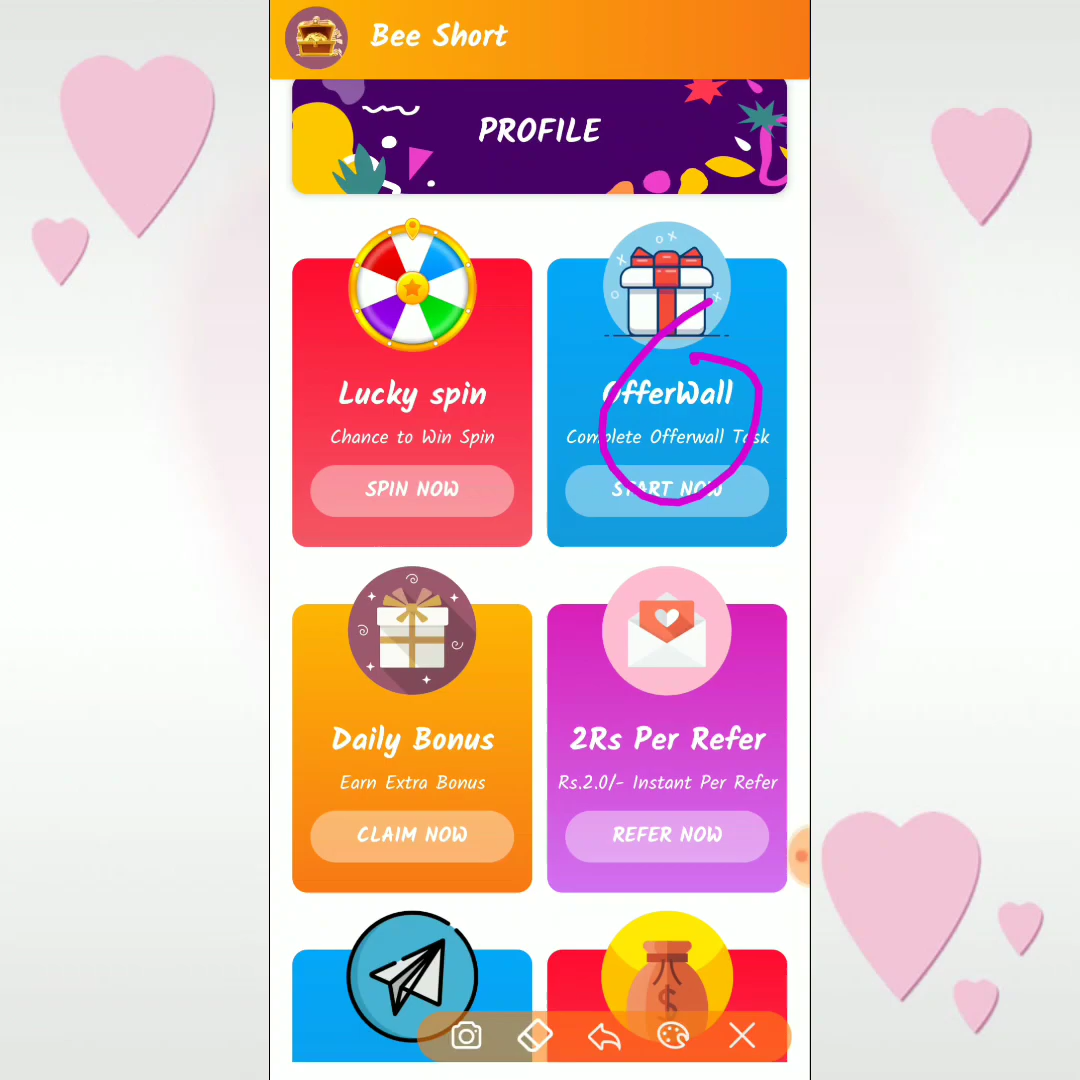 Bee Short
PROFILE
Lucky spin
Chance to Win Spin
SPIN NOW
OfferWall
Complete Offerwall Task
START NOW
Daily Bonus
Earn Extra Bonus
CLAIM NOW
2Rs Per Refer
Rs.2.0/- Instant Per Refer
REFER NOW